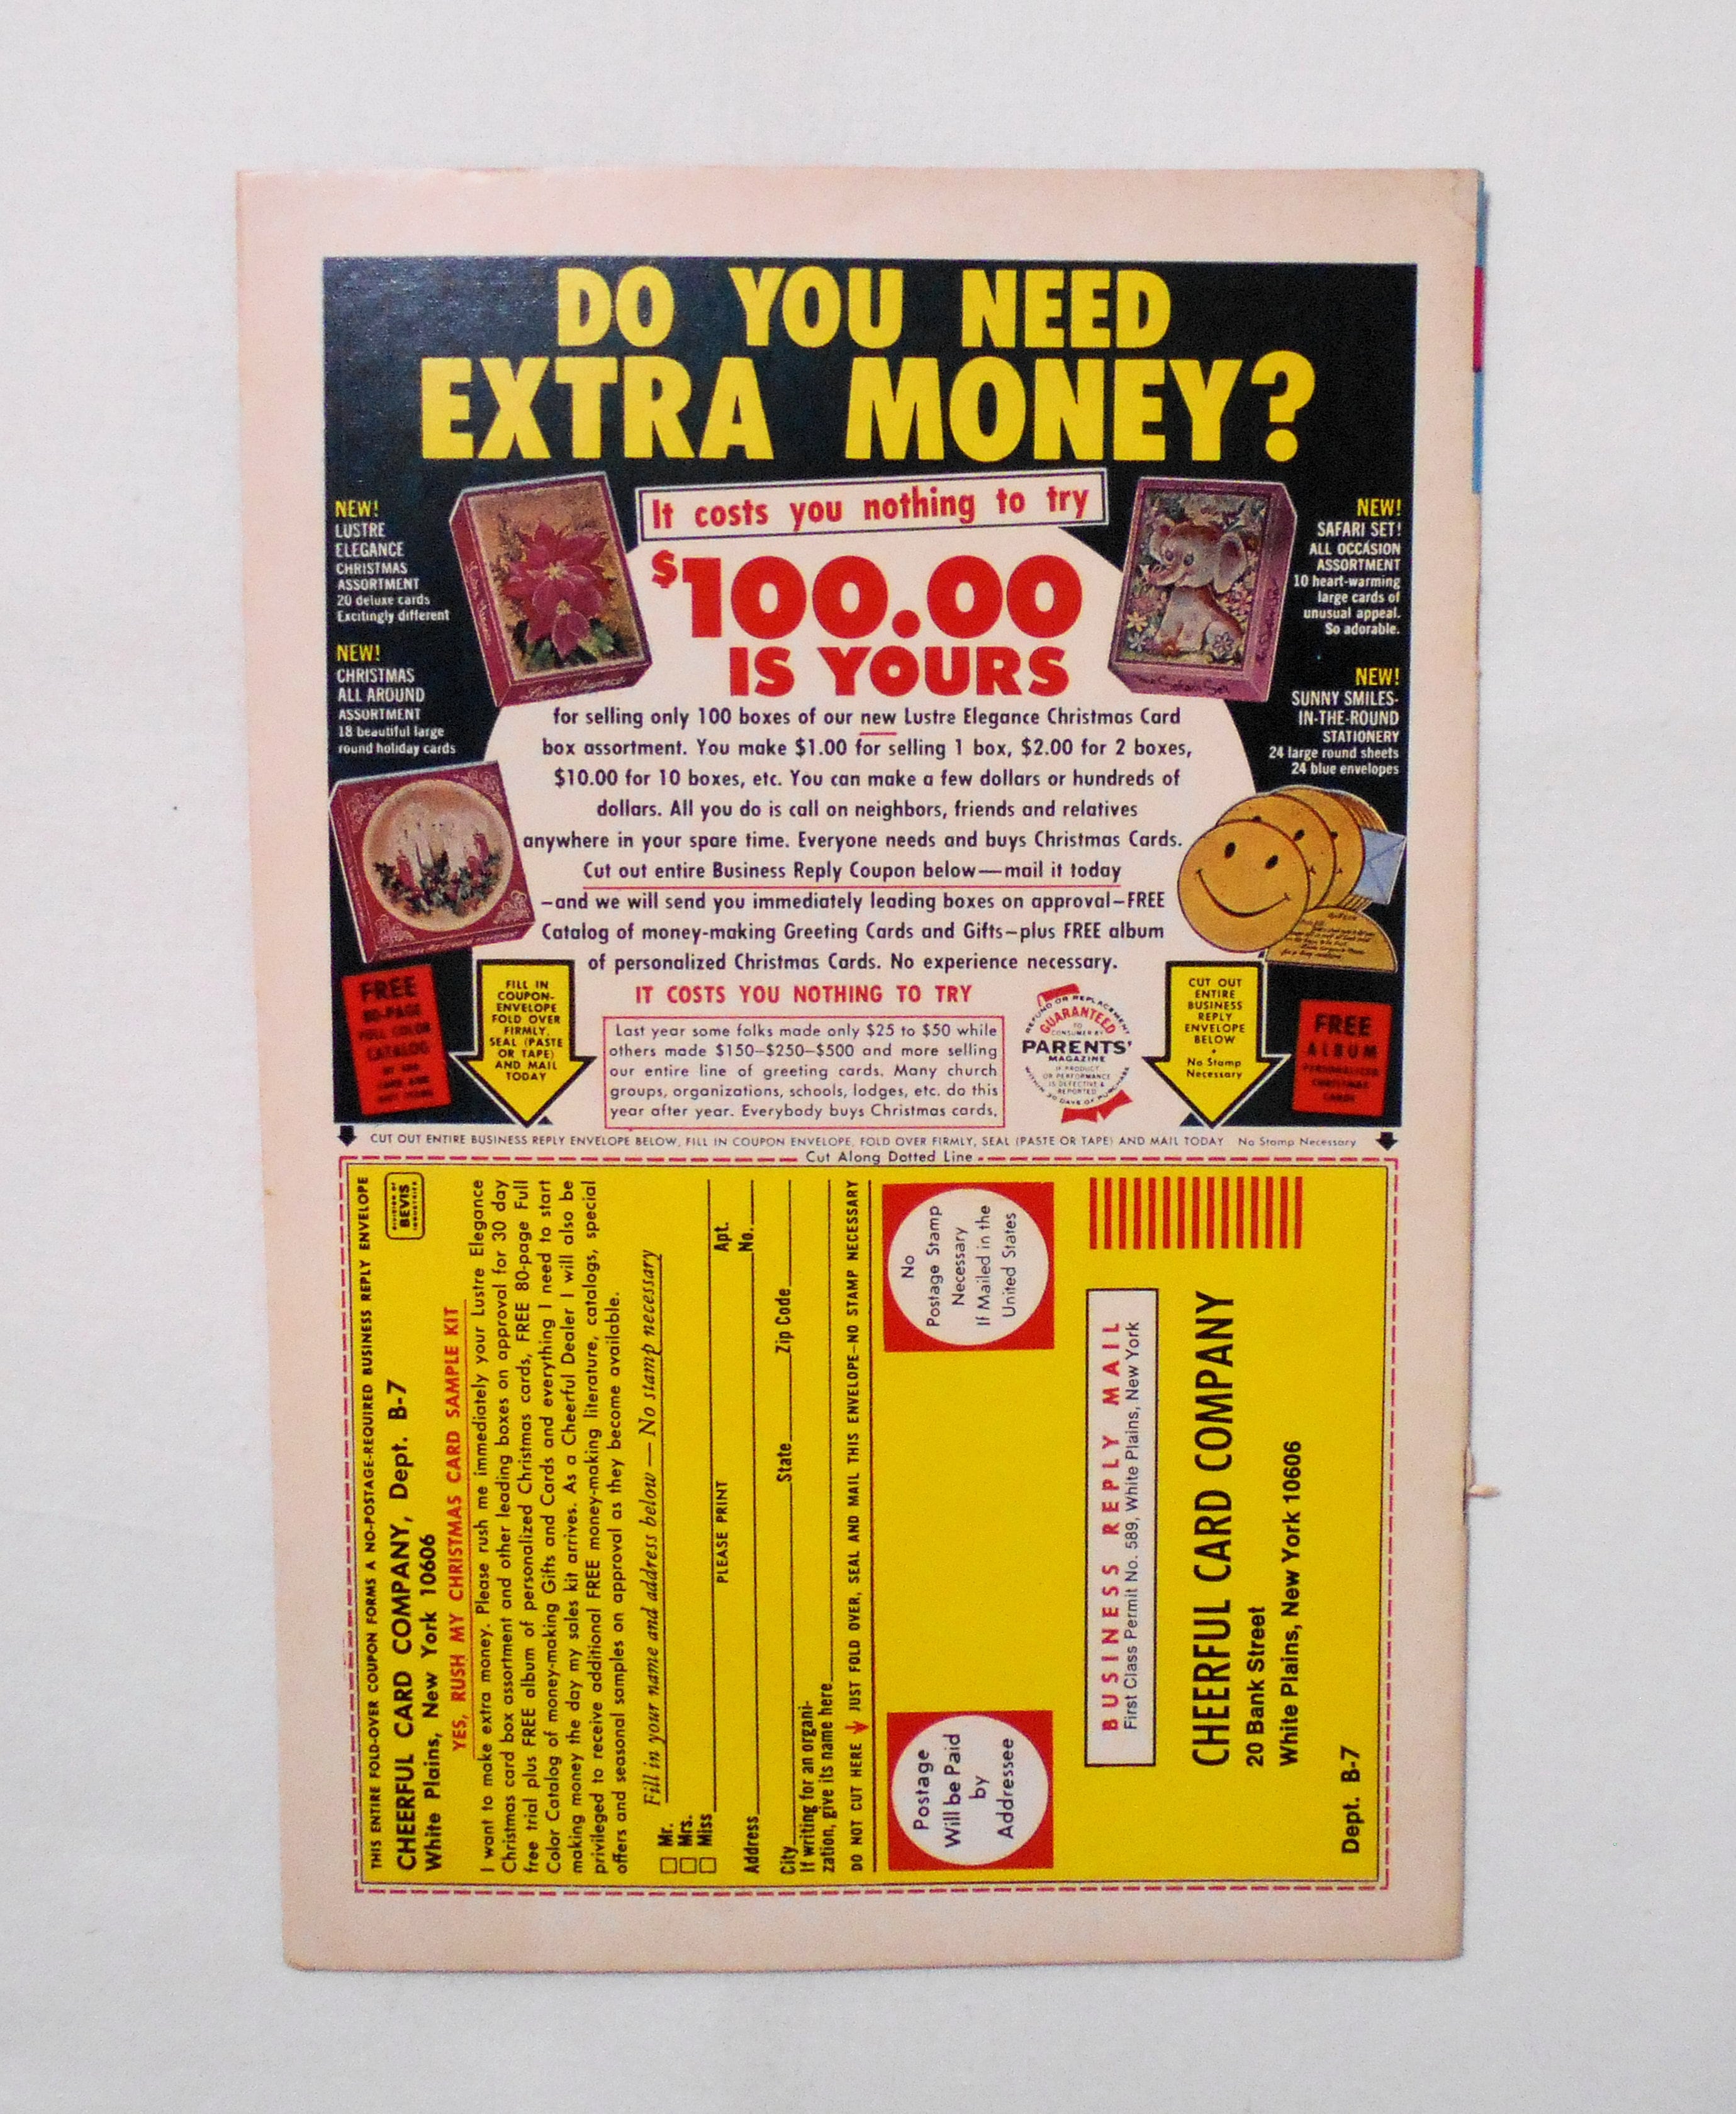 DO YOU NEED
EXTRA MONEY?
It costs you nothing to try
$100.00
IS YOURS
NEW!
LUSTRE
ELEGANCE
CHRISTMAS
ASSORTMENT
20 deluxe cards
Excitingly different
NEW!
CHRISTMAS
ALL AROUND
ASSORTMENT
18 beautiful large
round holiday cards
NEW!
SAFARI SET!
ALL OCCASION
ASSORTMENT
10 heart-warming
large cards of
unusual appeal.
So adorable.
NEW!
SUNNY SMILES-
IN-THE-ROUND
STATIONERY
24 large round sheets
24 blue envelopes
for selling only 100 boxes of our new Lustre Elegance Christmas Card
box assortment. You make $1.00 for selling 1 box, $2.00 for 2 boxes,
$10.00 for 10 boxes, etc. You can make a few dollars or hundreds of
dollars. All you do is call on neighbors, friends and relatives
anywhere in your spare time. Everyone needs and buys Christmas Cards.
Cut out entire Business Reply Coupon below—mail it today
–and we will send you immediately leading boxes on approval–FREE
Catalog of money-making Greeting Cards and Gifts–plus FREE album
of personalized Christmas Cards. No experience necessary.
IT COSTS YOU NOTHING TO TRY
Last year some folks made only $25 to $50 while
others made $150–$250–$500 and more selling
our entire line of greeting cards. Many church
groups, organizations, schools, lodges, etc. do this
year after year. Everybody buys Christmas cards.
FREE
80-PAGE
FULL COLOR
CATALOG
FILL IN
COUPON-
ENVELOPE
FOLD OVER
FIRMLY,
SEAL (PASTE
OR TAPE)
AND MAIL
TODAY
REFUND OR REPLACEMENT
GUARANTEED
TO
CONSUMER BY
PARENTS'
MAGAZINE
IF PRODUCT
OR PERFORMANCE
IS DEFECTIVE &
REPORTED
WITHIN 30 DAYS OF PURCHASE
CUT OUT
ENTIRE
BUSINESS
REPLY
ENVELOPE
BELOW
•
No Stamp
Necessary
FREE
ALBUM
PERSONALIZED
CHRISTMAS
CARDS
CUT OUT ENTIRE BUSINESS REPLY ENVELOPE BELOW, FILL IN COUPON ENVELOPE, FOLD OVER FIRMLY, SEAL (PASTE OR TAPE) AND MAIL TODAY No Stamp Necessary
Cut Along Dotted Line
THIS ENTIRE FOLD-OVER COUPON FORMS A NO-POSTAGE-REQUIRED BUSINESS REPLY ENVELOPE
CHEERFUL CARD COMPANY, Dept. B-7
White Plains, New York 10606
DIVISION OF
BEVIS
INDUSTRIES
YES, RUSH MY CHRISTMAS CARD SAMPLE KIT
I want to make extra money. Please rush me immediately your Lustre Elegance
Christmas card box assortment and other leading boxes on approval for 30 day
free trial plus FREE album of personalized Christmas cards, FREE 80-page Full
Color Catalog of money-making Gifts and Cards and everything I need to start
making money the day my sales kit arrives. As a Cheerful Dealer I will also be
privileged to receive additional FREE money-making literature, catalogs, special
offers and seasonal samples on approval as they become available.
Fill in your name and address below — No stamp necessary
Mr.
Mrs.
Miss
PLEASE PRINT
Address Apt. No.
City State Zip Code
If writing for an organi-
zation, give its name here
DO NOT CUT HERE JUST FOLD OVER, SEAL AND MAIL THIS ENVELOPE–NO STAMP NECESSARY
Postage
Will be Paid
by
Addressee
No
Postage Stamp
Necessary
If Mailed in the
United States
BUSINESS REPLY MAIL
First Class Permit No. 589, White Plains, New York
CHEERFUL CARD COMPANY
20 Bank Street
White Plains, New York 10606
Dept. B-7